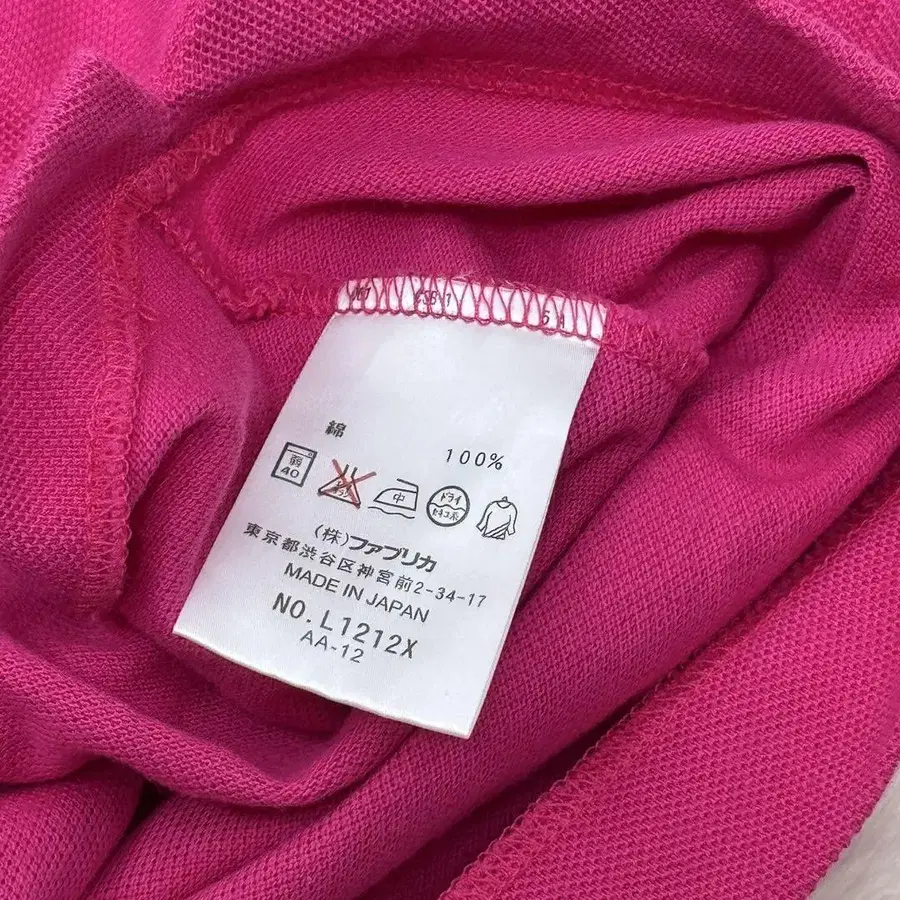 綿 100%
弱 40
中
ドライ
セキユ系
(株)ファブリカ
東京都渋谷区神宮前2-34-17
MADE IN JAPAN
NO. L1212X
AA-12